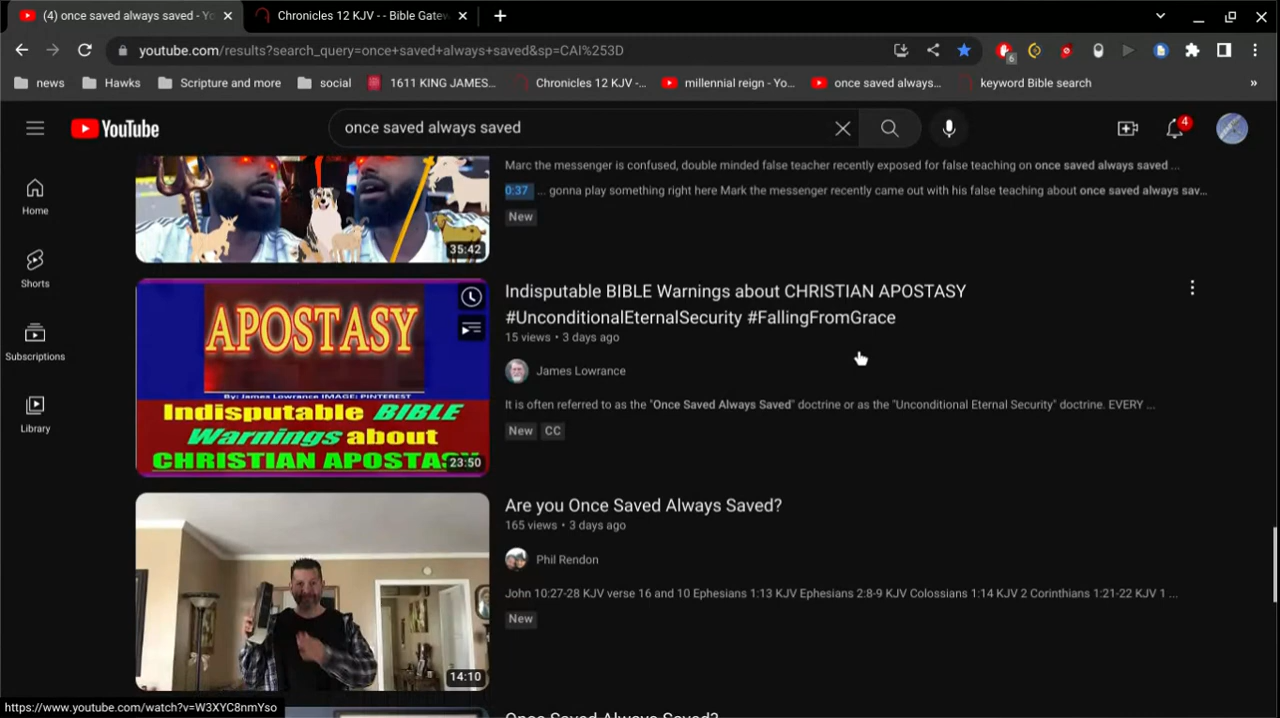 (4) once saved always saved - Yo
Chronicles 12 KJV - - Bible Gatew
youtube.com/results?search_query=once+saved+always+saved&sp=CAI%253D
6
news
Hawks
Scripture and more
social
1611 KING JAMES...
Chronicles 12 KJV -...
millennial reign - Yo...
once saved always...
keyword Bible search
»
YouTube
once saved always saved
4
Home
Shorts
Subscriptions
Library
35:42
Marc the messenger is confused, double minded false teacher recently exposed for false teaching on once saved always saved ...
0:37 ... gonna play something right here Mark the messenger recently came out with his false teaching about once saved always sav...
New
APOSTASY
By: James Lowrance IMAGE: PINTEREST
Indisputable BIBLE
Warnings about
CHRISTIAN APOSTASY
23:50
Indisputable BIBLE Warnings about CHRISTIAN APOSTASY
#UnconditionalEternalSecurity #FallingFromGrace
15 views • 3 days ago
James Lowrance
It is often referred to as the "Once Saved Always Saved" doctrine or as the "Unconditional Eternal Security" doctrine. EVERY ...
New CC
14:10
Are you Once Saved Always Saved?
165 views • 3 days ago
Phil Rendon
John 10:27-28 KJV verse 16 and 10 Ephesians 1:13 KJV Ephesians 2:8-9 KJV Colossians 1:14 KJV 2 Corinthians 1:21-22 KJV 1 ...
New
Once Saved Always Saved?
https://www.youtube.com/watch?v=W3XYC8nmYso